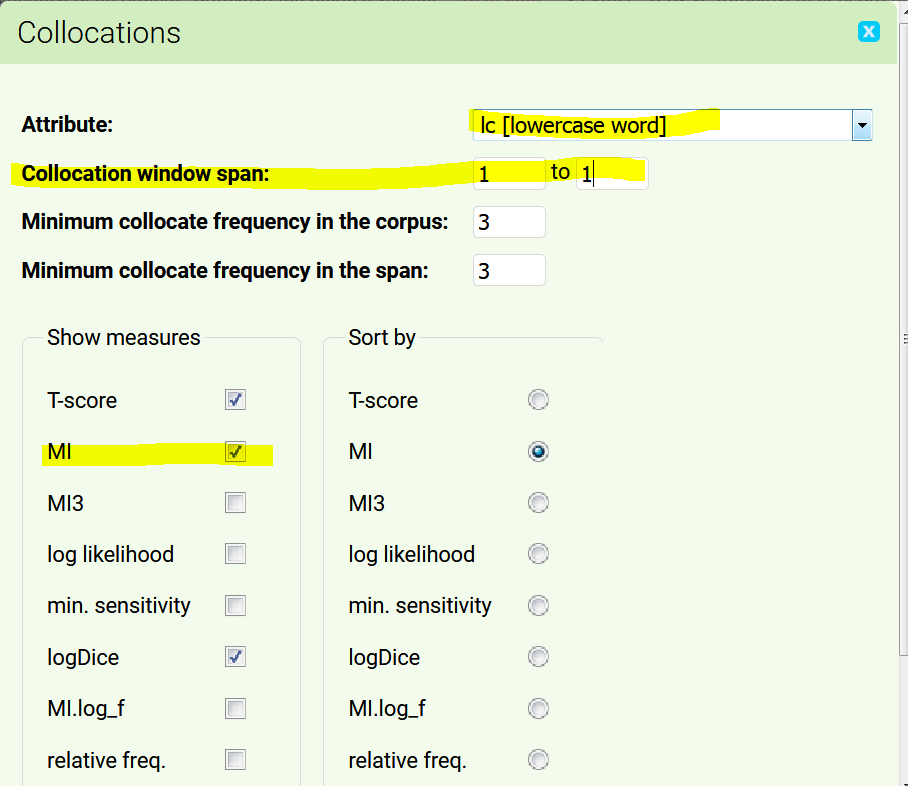 Collocations
X
Attribute: lc [lowercase word]
Collocation window span: 1 to 1
Minimum collocate frequency in the corpus: 3
Minimum collocate frequency in the span: 3
Show measures Sort by
T-score T-score
MI MI
MI3 MI3
log likelihood log likelihood
min. sensitivity min. sensitivity
logDice logDice
MI.log_f MI.log_f
relative freq. relative freq.